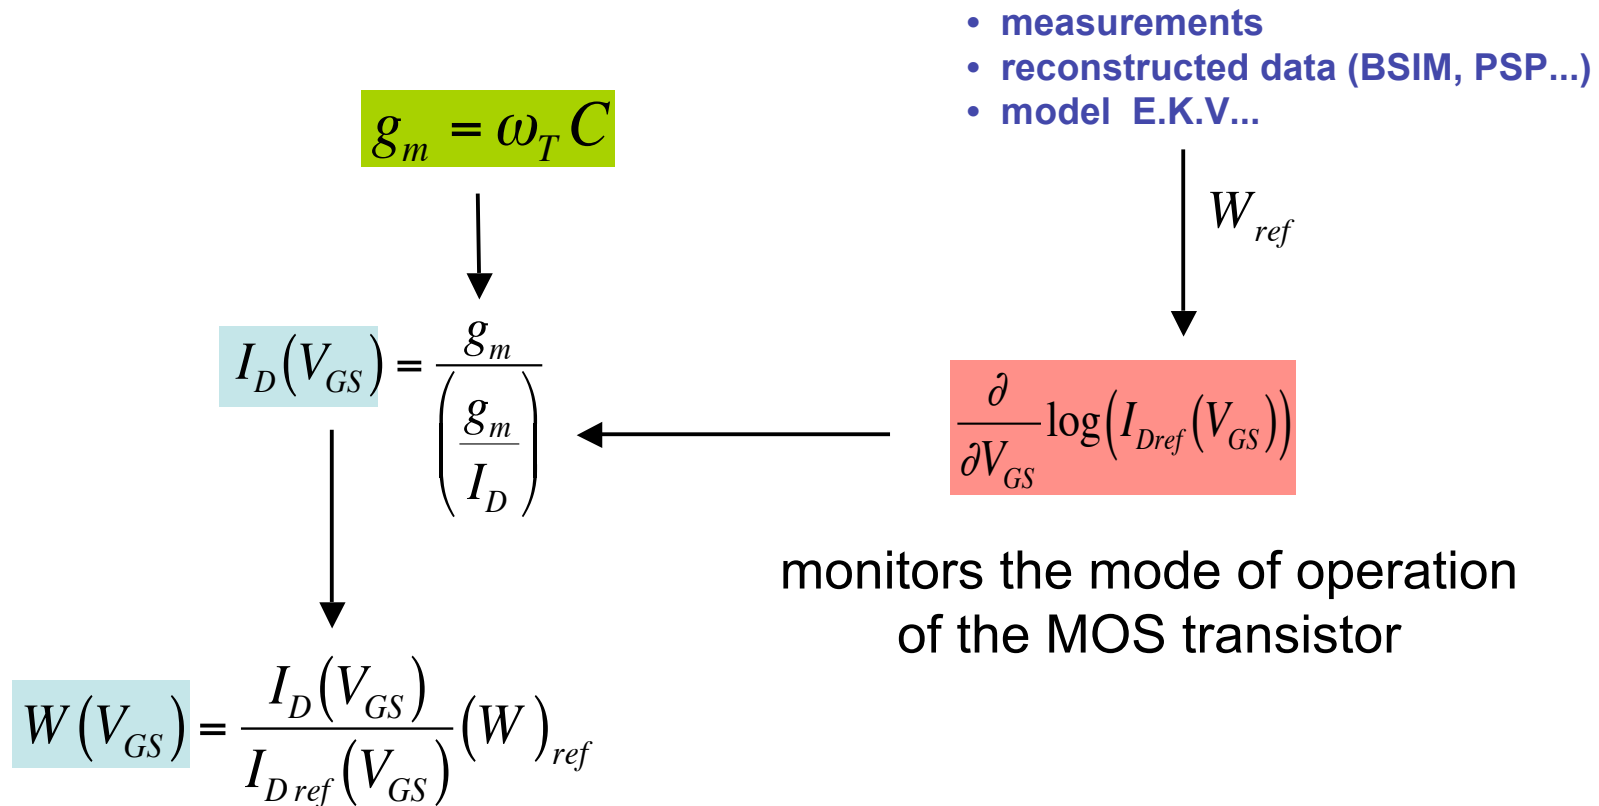 • measurements
• reconstructed data (BSIM, PSP...)
• model E.K.V...
g_m = ω_T C
W_ref
I_D(V_GS) = g_m / (g_m / I_D)
∂/∂V_GS log(I_Dref(V_GS))
monitors the mode of operation
of the MOS transistor
W(V_GS) = I_D(V_GS) / I_D ref(V_GS) (W)_ref